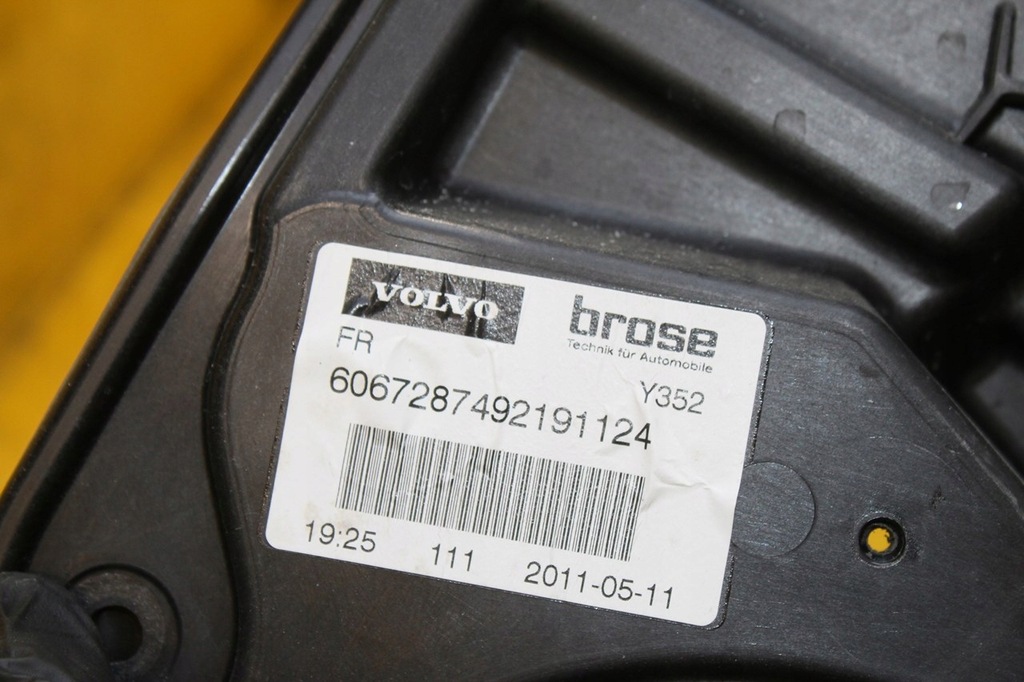 VOLVO
brose
Technik für Automobile
FR
Y352
6067287492191124
19:25 111 2011-05-11